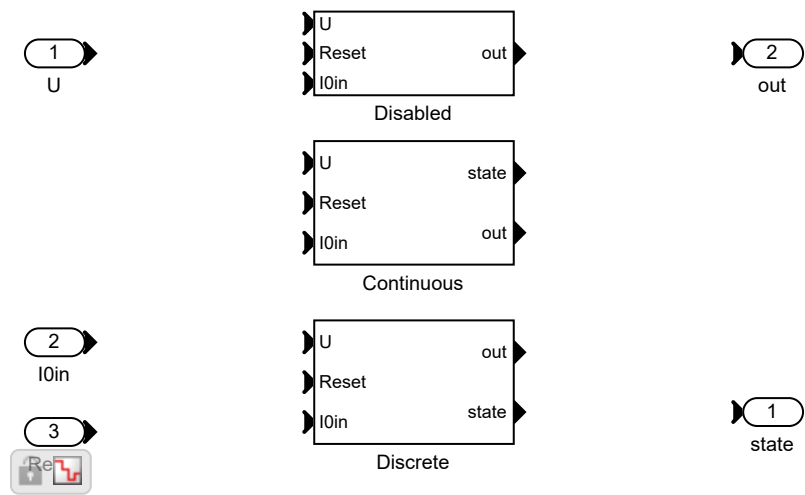 1
U
U
Reset
I0in
out
Disabled
2
out
U
Reset
I0in
state
out
Continuous
2
I0in
3
Re
U
Reset
I0in
out
state
Discrete
1
state